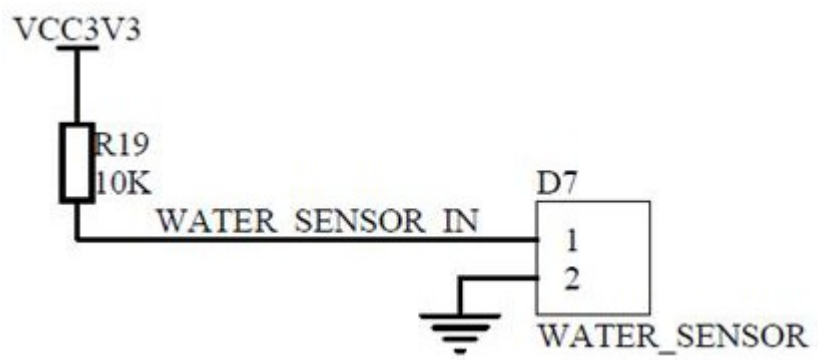 VCC3V3
R19
10K
D7
WATER_SENSOR_IN
1
2
WATER_SENSOR